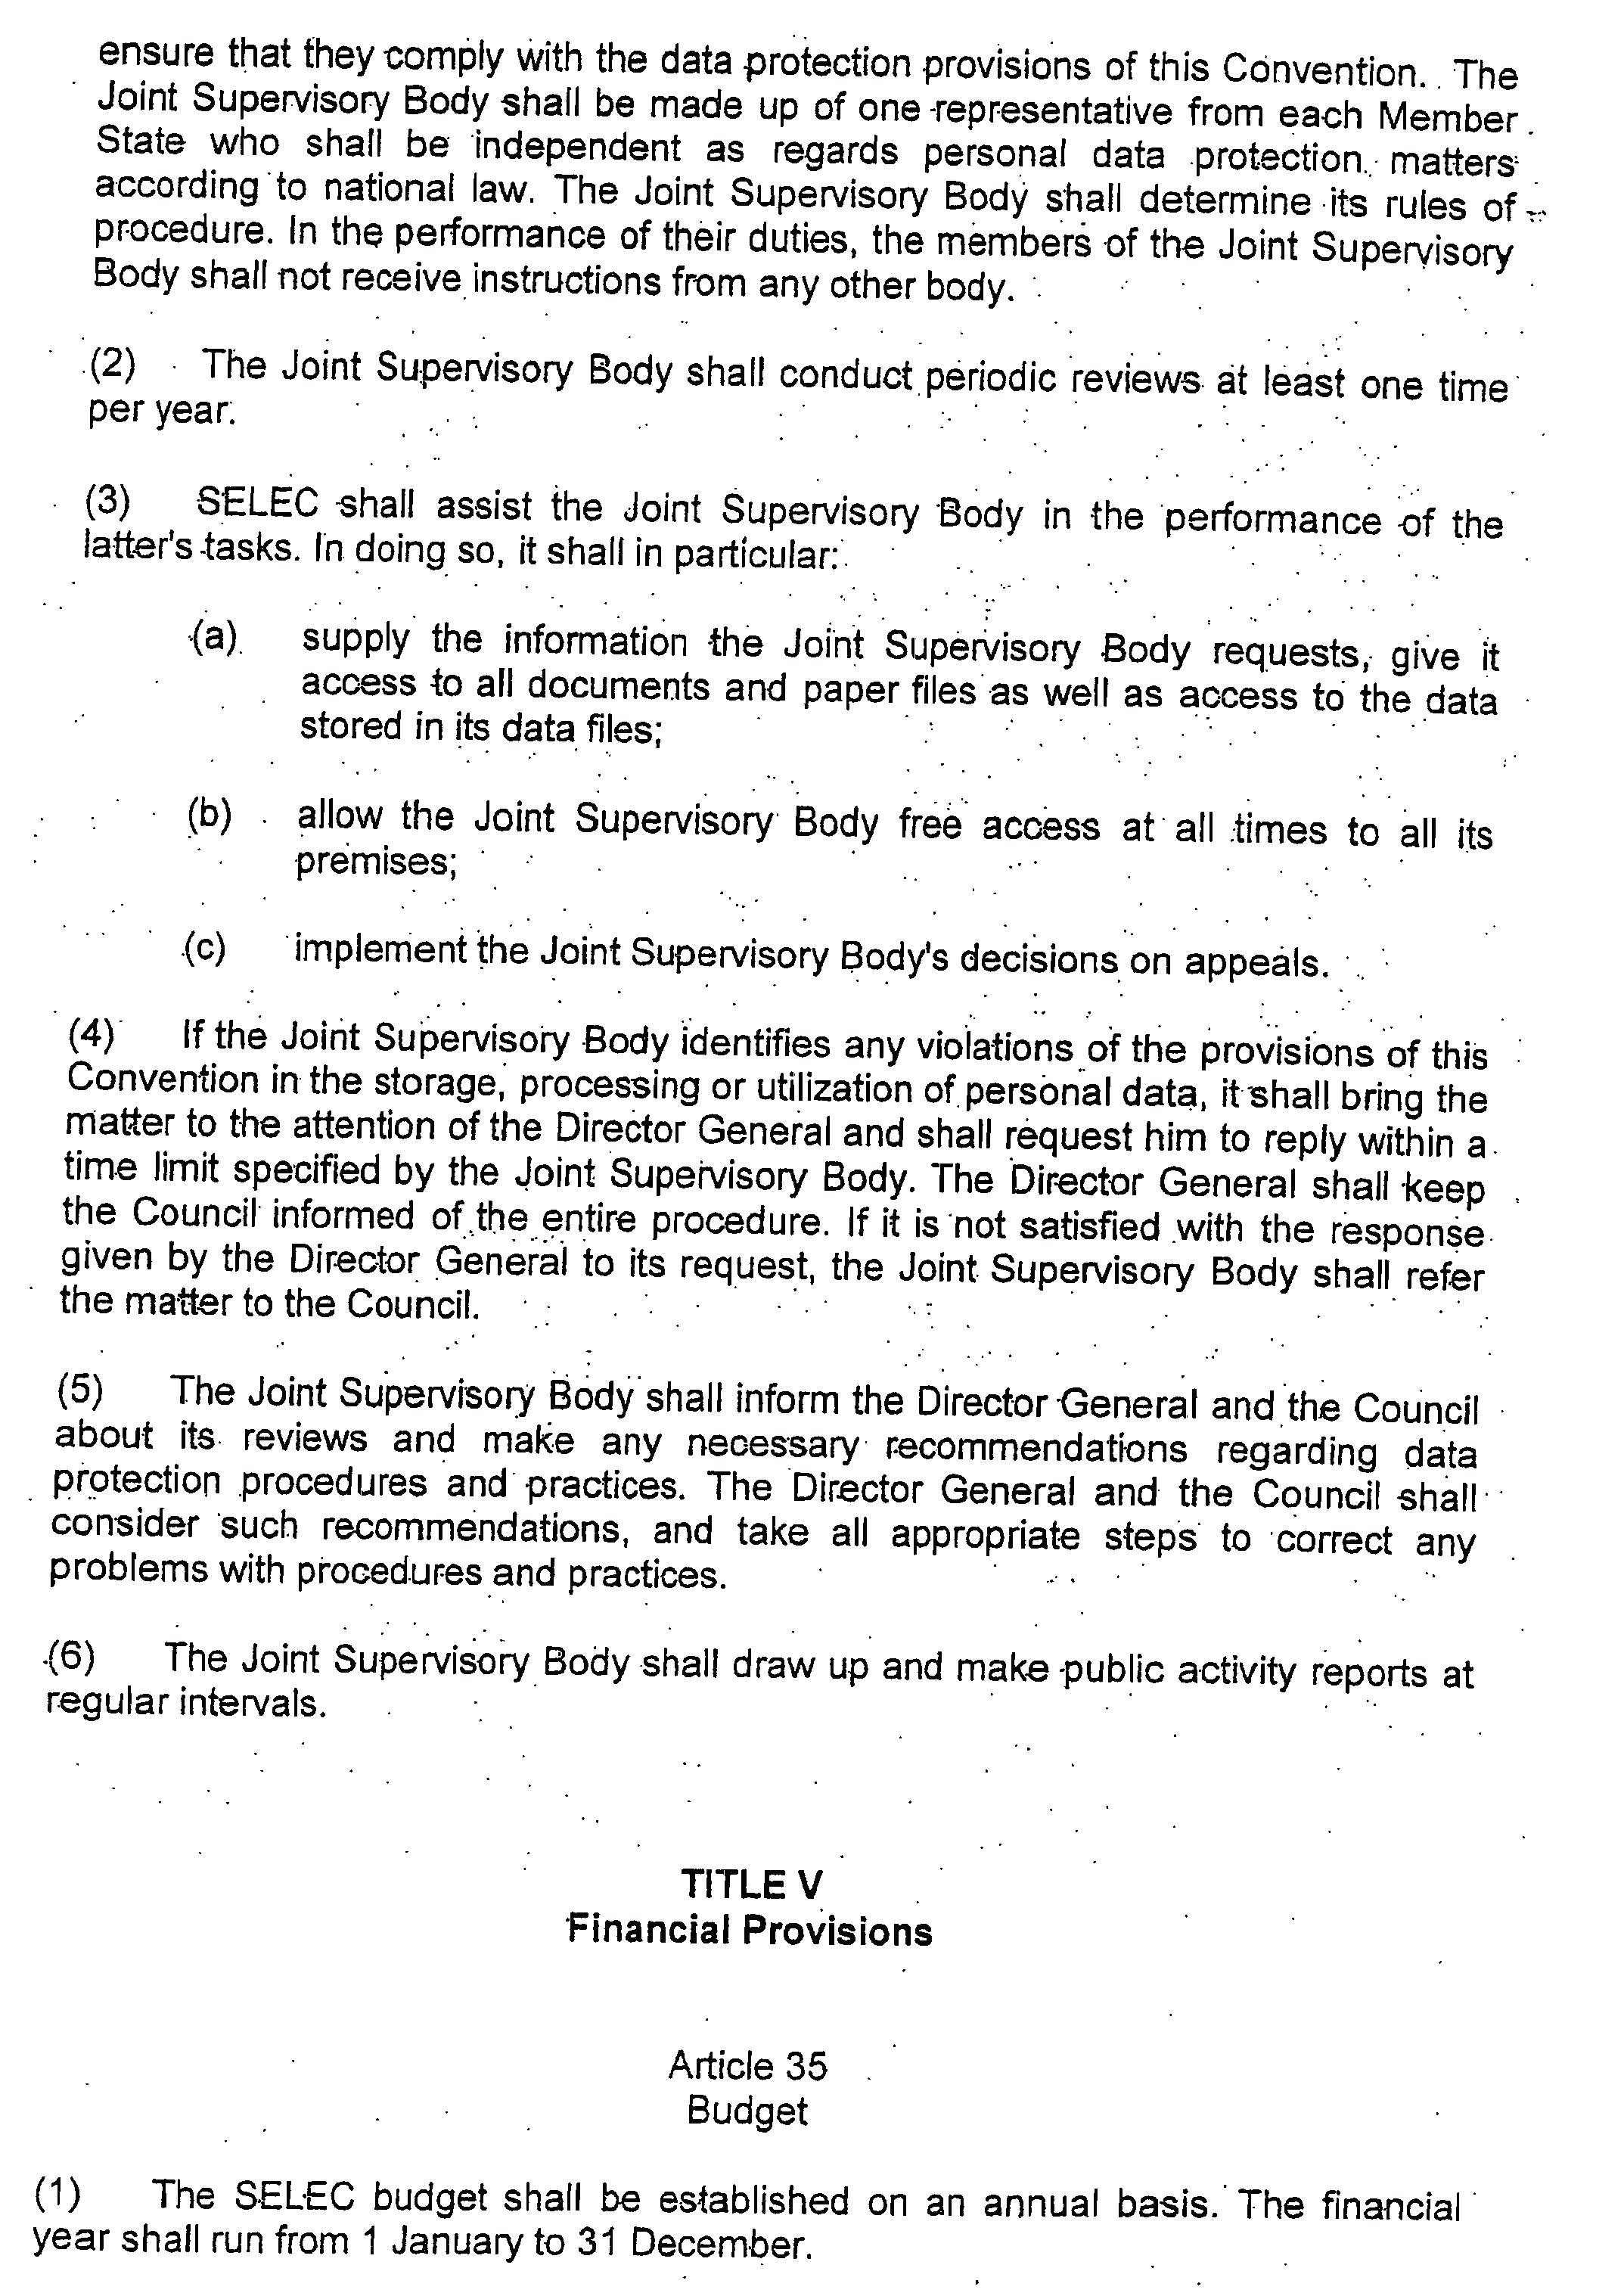 ensure that they comply with the data protection provisions of this Convention. The
Joint Supervisory Body shall be made up of one representative from each Member
State who shall be independent as regards personal data protection matters
according to national law. The Joint Supervisory Body shall determine its rules of
procedure. In the performance of their duties, the members of the Joint Supervisory
Body shall not receive instructions from any other body.
(2) The Joint Supervisory Body shall conduct periodic reviews at least one time
per year.
(3) SELEC shall assist the Joint Supervisory Body in the performance of the
latter's tasks. In doing so, it shall in particular:
(a) supply the information the Joint Supervisory Body requests, give it
access to all documents and paper files as well as access to the data
stored in its data files;
(b) allow the Joint Supervisory Body free access at all times to all its
premises;
(c) implement the Joint Supervisory Body's decisions on appeals.
(4) If the Joint Supervisory Body identifies any violations of the provisions of this
Convention in the storage, processing or utilization of personal data, it shall bring the
matter to the attention of the Director General and shall request him to reply within a
time limit specified by the Joint Supervisory Body. The Director General shall keep
the Council informed of the entire procedure. If it is not satisfied with the response
given by the Director General to its request, the Joint Supervisory Body shall refer
the matter to the Council.
(5) The Joint Supervisory Body shall inform the Director General and the Council
about its reviews and make any necessary recommendations regarding data
protection procedures and practices. The Director General and the Council shall
consider such recommendations, and take all appropriate steps to correct any
problems with procedures and practices.
(6) The Joint Supervisory Body shall draw up and make public activity reports at
regular intervals.
TITLE V
Financial Provisions
Article 35
Budget
(1) The SELEC budget shall be established on an annual basis. The financial
year shall run from 1 January to 31 December.